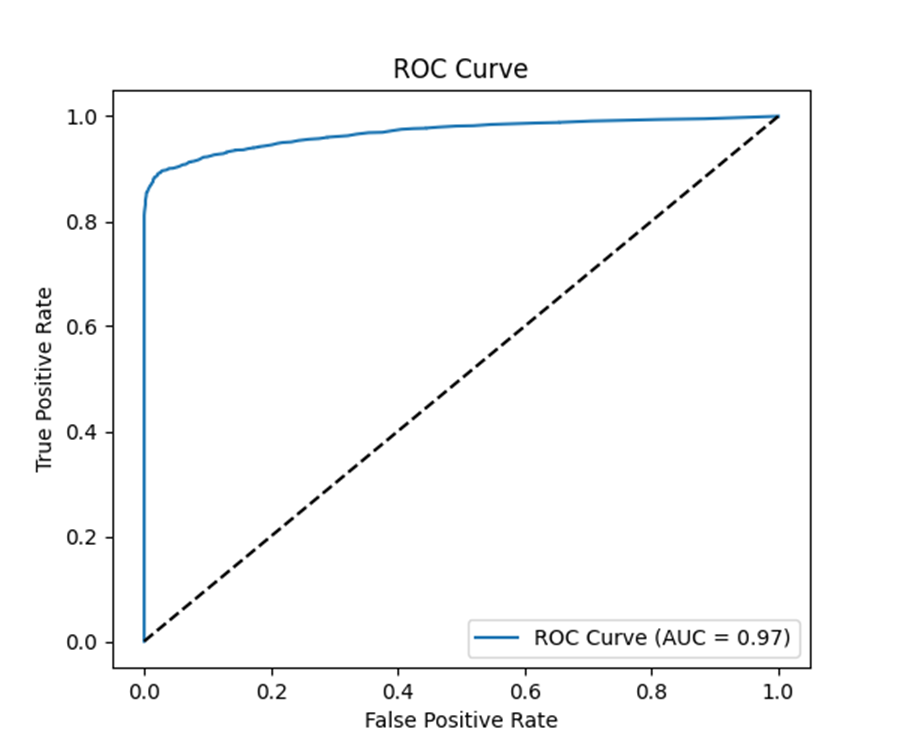 ROC Curve
1.0
0.8
0.6
0.4
0.2
0.0
True Positive Rate
ROC Curve (AUC = 0.97)
0.0 0.2 0.4 0.6 0.8 1.0
False Positive Rate